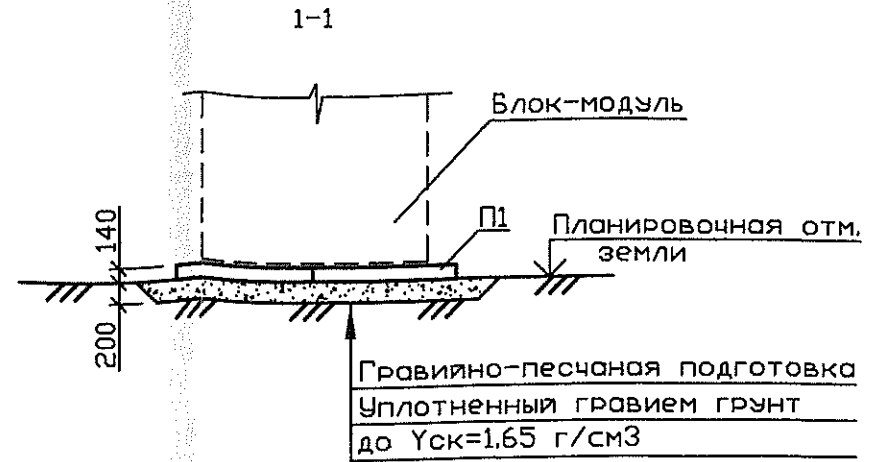 1-1
Блок-модуль
140
П1
Планировочная отм.
земли
200
Гравийно-песчаная подготовка
Уплотненный гравием грунт
до Yск=1,65 г/см3